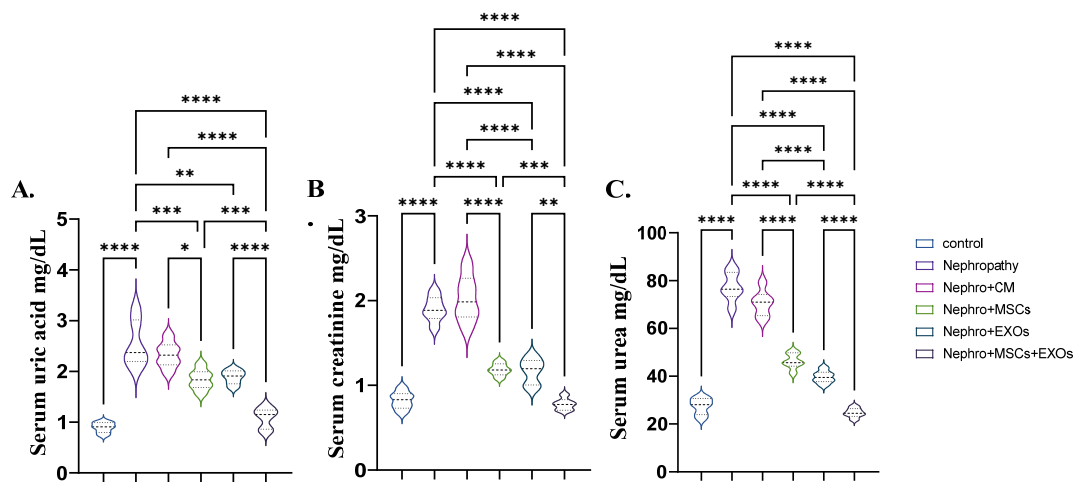 A.
Serum uric acid mg/dL
5
4
3
2
1
0
****
****
**
*** ***
**** * ****
B
.
Serum creatinine mg/dL
3
2
1
0
****
****
****
****
**** ***
**** **** **
C.
Serum urea mg/dL
100
80
60
40
20
0
****
****
****
****
**** ****
**** **** ****
control
Nephropathy
Nephro+CM
Nephro+MSCs
Nephro+EXOs
Nephro+MSCs+EXOs